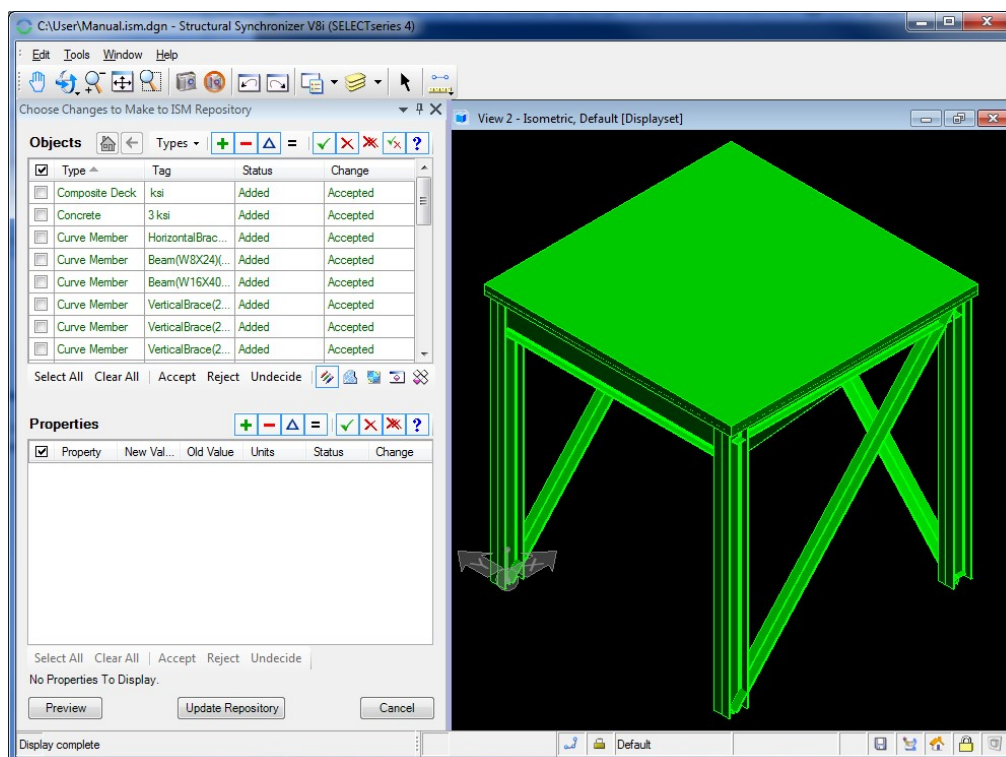 C:\User\Manual.ism.dgn - Structural Synchronizer V8i (SELECTseries 4)
Edit Tools Window Help
Choose Changes to Make to ISM Repository
View 2 - Isometric, Default [Displayset]
Objects Types
Type Tag Status Change
Composite Deck ksi Added Accepted
Concrete 3 ksi Added Accepted
Curve Member HorizontalBrac... Added Accepted
Curve Member Beam(W8X24)(... Added Accepted
Curve Member Beam(W16X40... Added Accepted
Curve Member VerticalBrace(2... Added Accepted
Curve Member VerticalBrace(2... Added Accepted
Curve Member VerticalBrace(2... Added Accepted
Select All Clear All Accept Reject Undecide
Properties
Property New Val... Old Value Units Status Change
Select All Clear All Accept Reject Undecide
No Properties To Display.
Preview Update Repository Cancel
Display complete Default